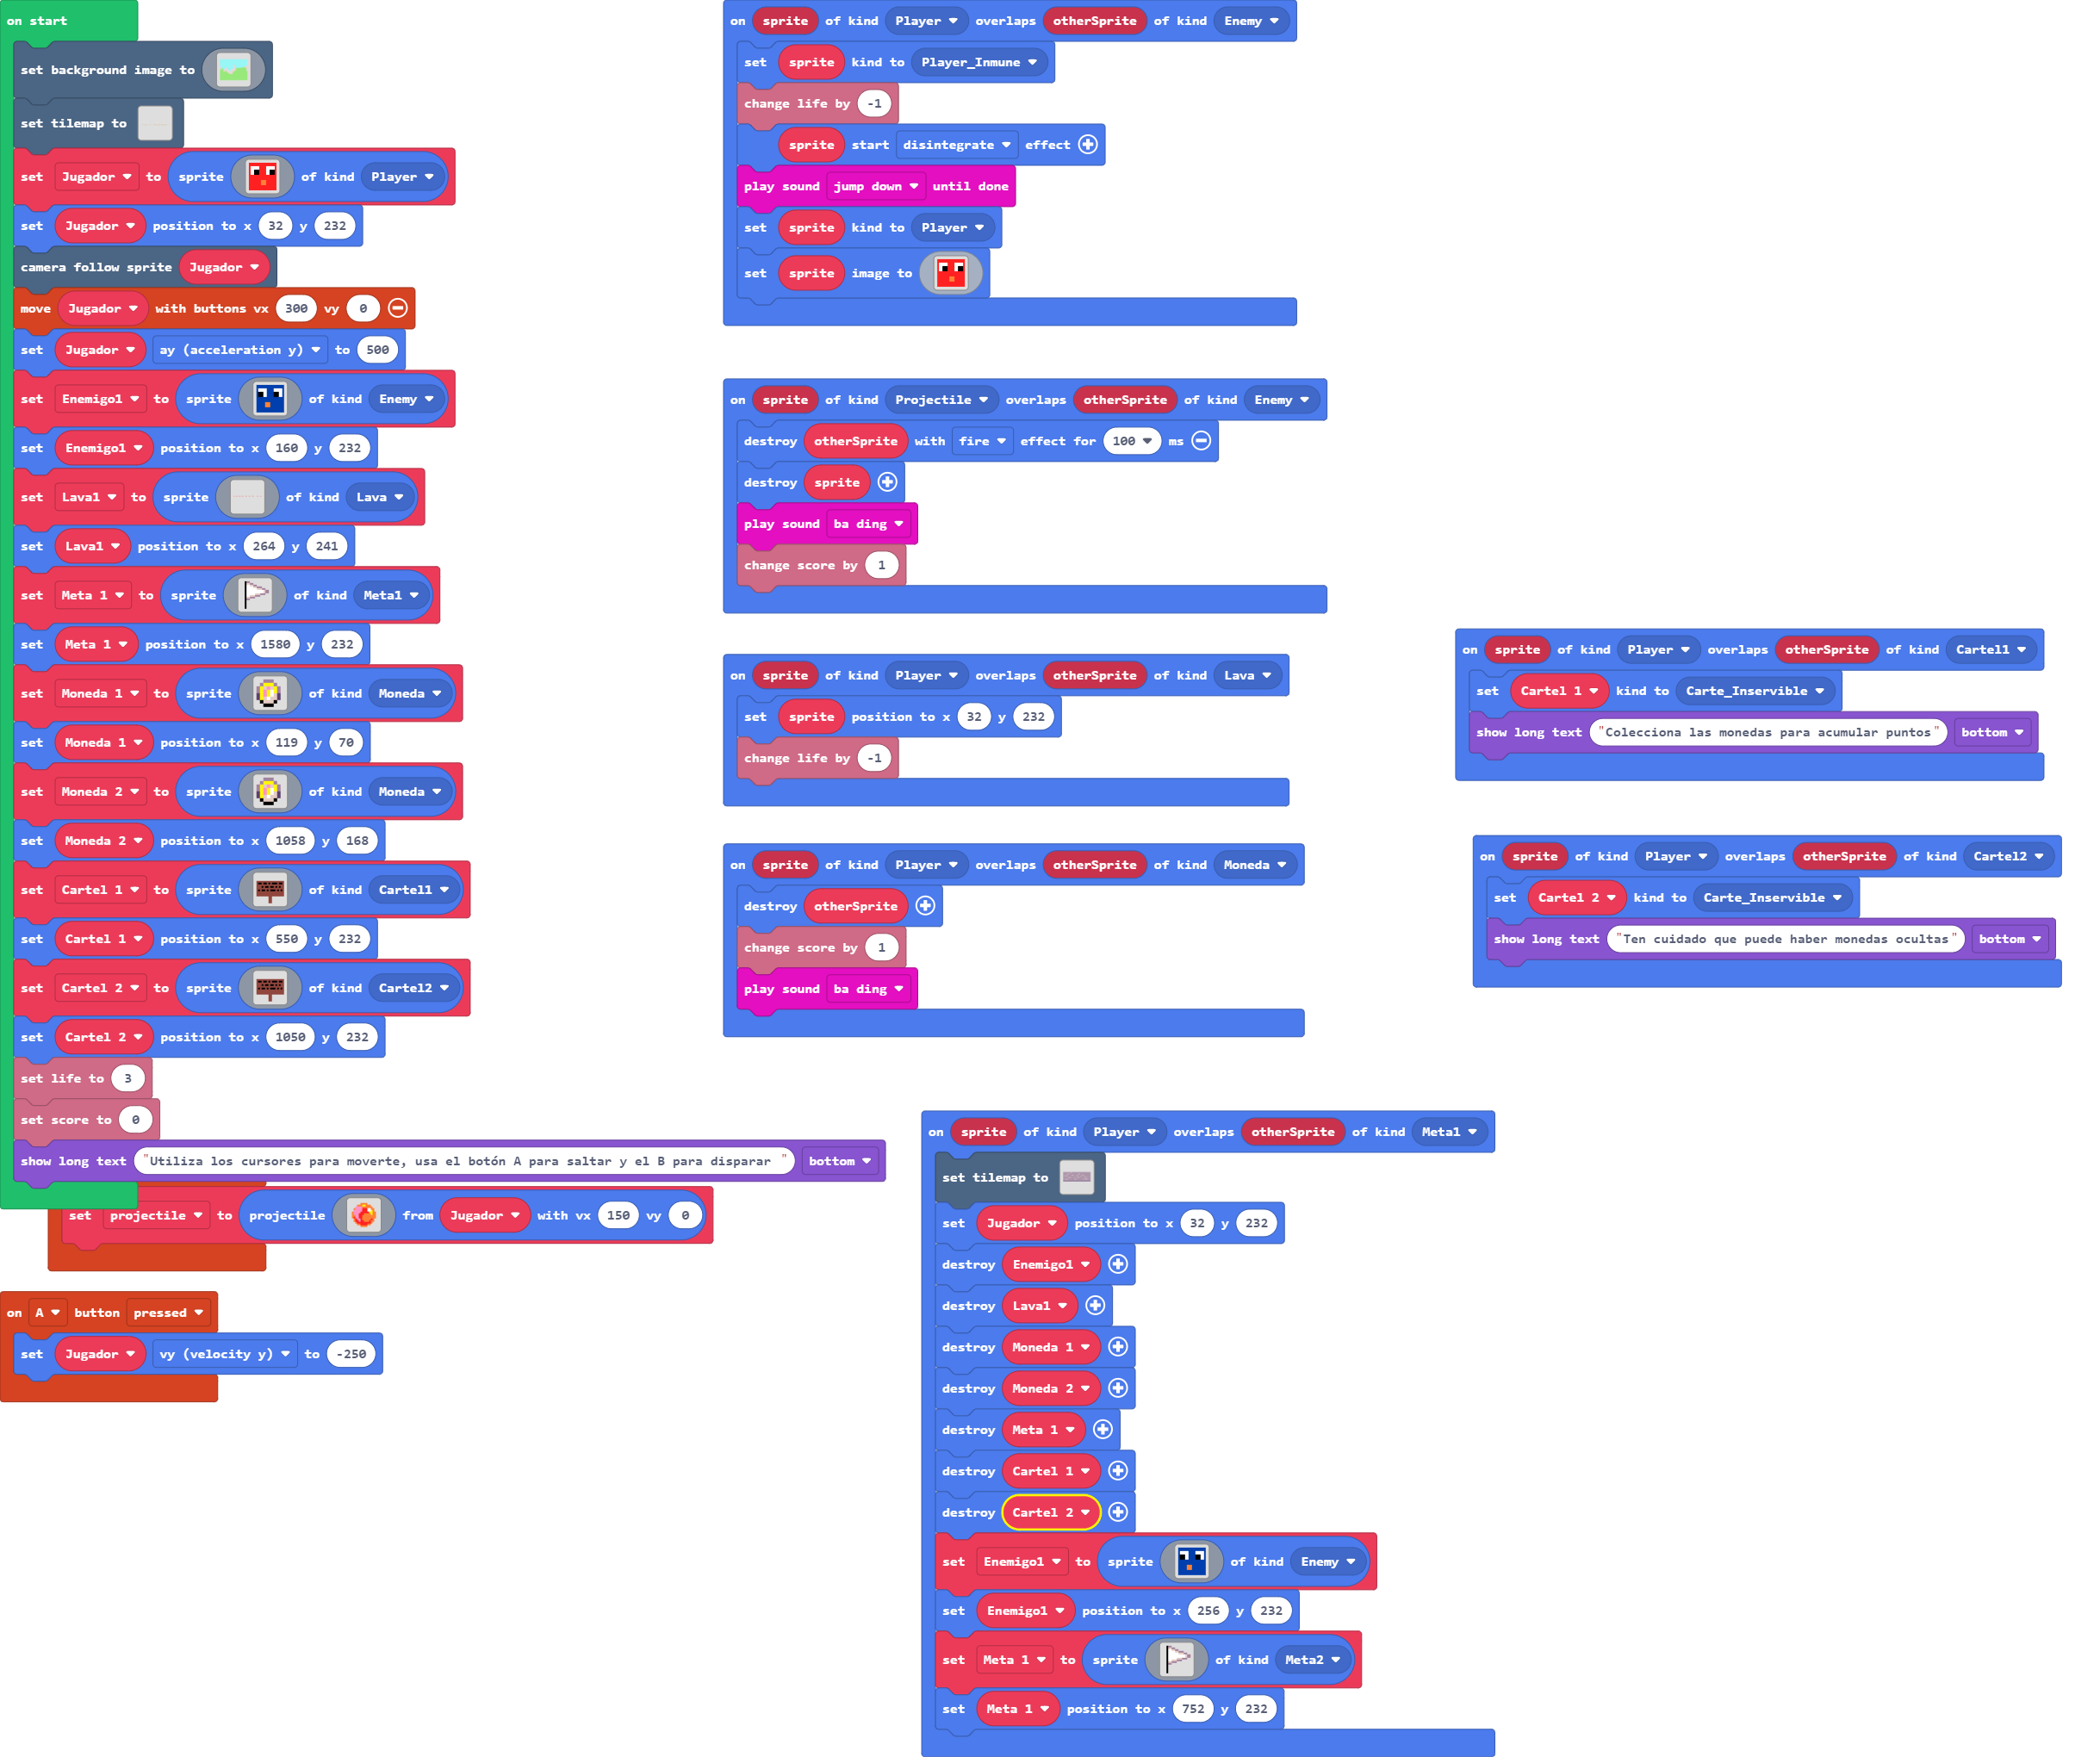 on start
set background image to
set tilemap to
set Jugador to sprite of kind Player
set Jugador position to x 32 y 232
camera follow sprite Jugador
move Jugador with buttons vx 300 vy 0
set Jugador ay (acceleration y) to 500
set Enemigo1 to sprite of kind Enemy
set Enemigo1 position to x 160 y 232
set Lava1 to sprite of kind Lava
set Lava1 position to x 264 y 241
set Meta 1 to sprite of kind Meta1
set Meta 1 position to x 1580 y 232
set Moneda 1 to sprite of kind Moneda
set Moneda 1 position to x 119 y 70
set Moneda 2 to sprite of kind Moneda
set Moneda 2 position to x 1058 y 168
set Cartel 1 to sprite of kind Cartel1
set Cartel 1 position to x 550 y 232
set Cartel 2 to sprite of kind Cartel2
set Cartel 2 position to x 1050 y 232
set life to 3
set score to 0
show long text "Utiliza los cursores para moverte, usa el botón A para saltar y el B para disparar " bottom
set projectile to projectile from Jugador with vx 150 vy 0
on A button pressed
set Jugador vy (velocity y) to -250
on sprite of kind Player overlaps otherSprite of kind Enemy
set sprite kind to Player_Inmune
change life by -1
sprite start disintegrate effect
play sound jump down until done
set sprite kind to Player
set sprite image to
on sprite of kind Projectile overlaps otherSprite of kind Enemy
destroy otherSprite with fire effect for 100 ms
destroy sprite
play sound ba ding
change score by 1
on sprite of kind Player overlaps otherSprite of kind Lava
set sprite position to x 32 y 232
change life by -1
on sprite of kind Player overlaps otherSprite of kind Moneda
destroy otherSprite
change score by 1
play sound ba ding
on sprite of kind Player overlaps otherSprite of kind Cartel1
set Cartel 1 kind to Carte_Inservible
show long text "Colecciona las monedas para acumular puntos" bottom
on sprite of kind Player overlaps otherSprite of kind Cartel2
set Cartel 2 kind to Carte_Inservible
show long text "Ten cuidado que puede haber monedas ocultas" bottom
on sprite of kind Player overlaps otherSprite of kind Meta1
set tilemap to
set Jugador position to x 32 y 232
destroy Enemigo1
destroy Lava1
destroy Moneda 1
destroy Moneda 2
destroy Meta 1
destroy Cartel 1
destroy Cartel 2
set Enemigo1 to sprite of kind Enemy
set Enemigo1 position to x 256 y 232
set Meta 1 to sprite of kind Meta2
set Meta 1 position to x 752 y 232